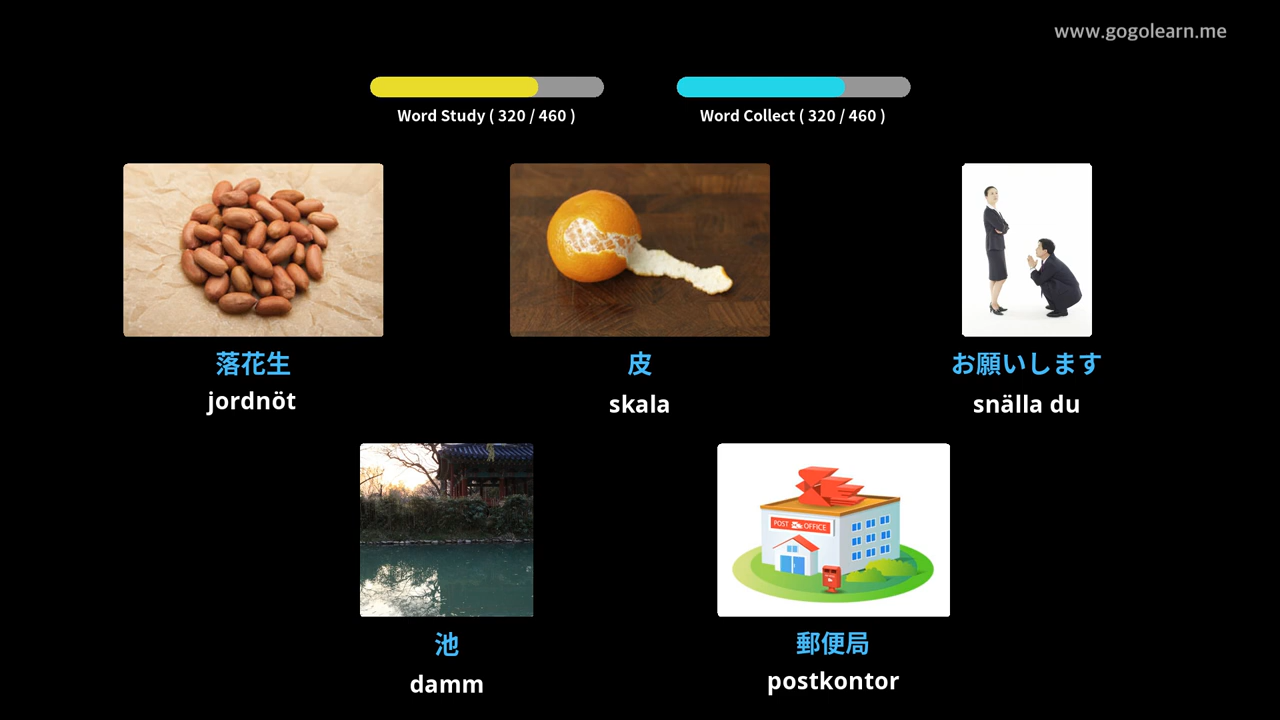 www.gogolearn.me
Word Study ( 320 / 460 )
Word Collect ( 320 / 460 )
落花生
jordnöt
皮
skala
お願いします
snälla du
POST OFFICE
池
damm
郵便局
postkontor